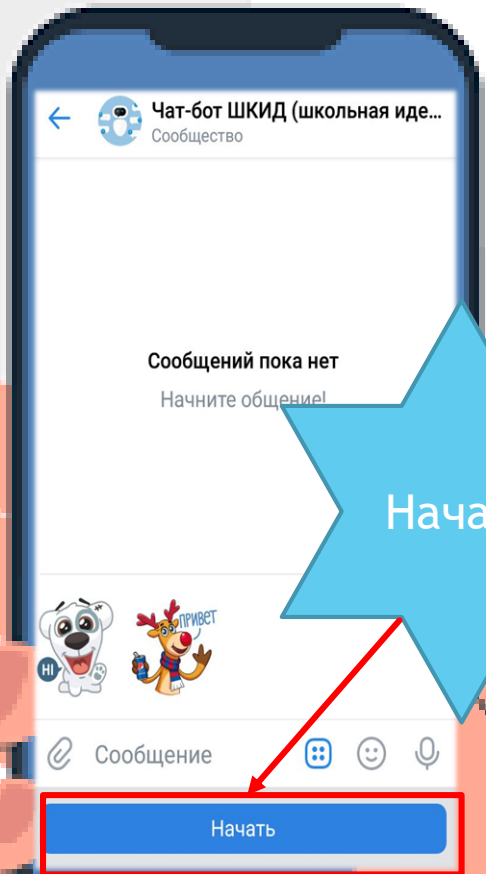 Чат-бот ШКИД (школьная иде...
Сообщество
Сообщений пока нет
Начните общение!
Нача
ПРИВЕТ
HI
Сообщение
Начать